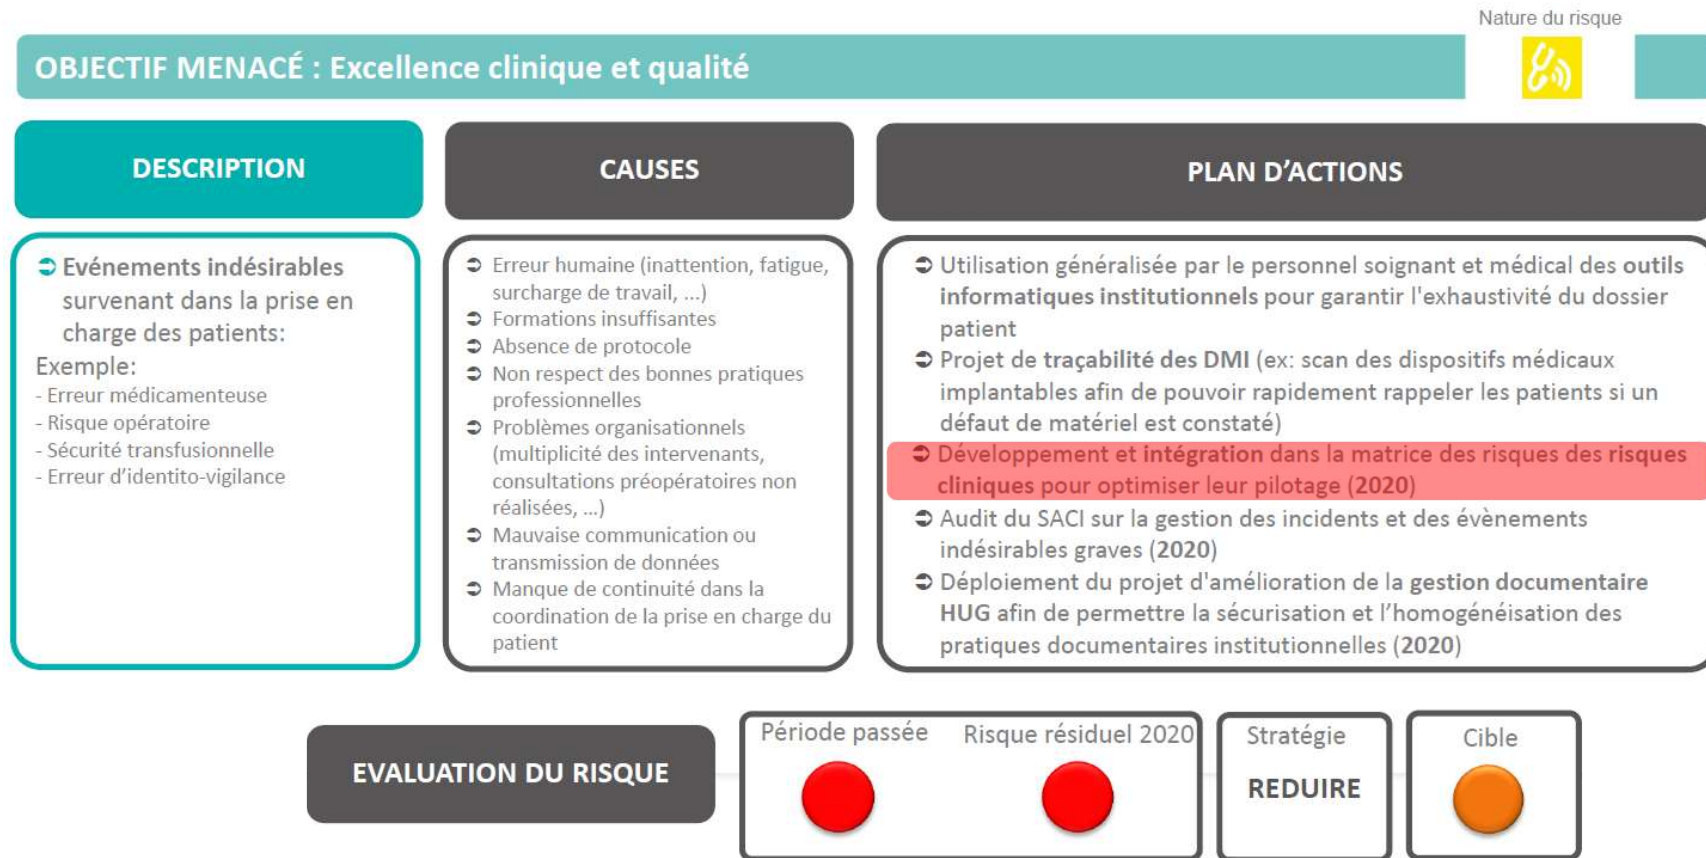 Nature du risque
OBJECTIF MENACÉ : Excellence clinique et qualité
DESCRIPTION
Evénements indésirables
survenant dans la prise en
charge des patients:
Exemple:
- Erreur médicamenteuse
- Risque opératoire
- Sécurité transfusionnelle
- Erreur d'identito-vigilance
CAUSES
Erreur humaine (inattention, fatigue,
surcharge de travail, ...)
Formations insuffisantes
Absence de protocole
Non respect des bonnes pratiques
professionnelles
Problèmes organisationnels
(multiplicité des intervenants,
consultations préopératoires non
réalisées, ...)
Mauvaise communication ou
transmission de données
Manque de continuité dans la
coordination de la prise en charge du
patient
PLAN D'ACTIONS
Utilisation généralisée par le personnel soignant et médical des outils
informatiques institutionnels pour garantir l'exhaustivité du dossier
patient
Projet de traçabilité des DMI (ex: scan des dispositifs médicaux
implantables afin de pouvoir rapidement rappeler les patients si un
défaut de matériel est constaté)
Développement et intégration dans la matrice des risques des risques
cliniques pour optimiser leur pilotage (2020)
Audit du SACI sur la gestion des incidents et des évènements
indésirables graves (2020)
Déploiement du projet d'amélioration de la gestion documentaire
HUG afin de permettre la sécurisation et l'homogénéisation des
pratiques documentaires institutionnelles (2020)
EVALUATION DU RISQUE
Période passée
Risque résiduel 2020
Stratégie
REDUIRE
Cible